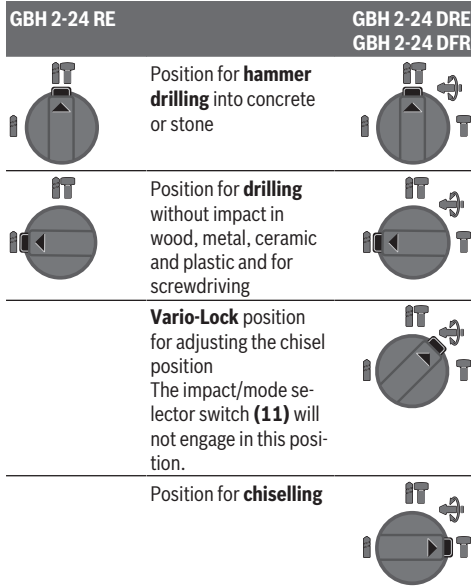 GBH 2-24 RE
GBH 2-24 DRE
GBH 2-24 DFR
Position for hammer
drilling into concrete
or stone
Position for drilling
without impact in
wood, metal, ceramic
and plastic and for
screwdriving
Vario-Lock position
for adjusting the chisel
position
The impact/mode se-
lector switch (11) will
not engage in this posi-
tion.
Position for chiselling